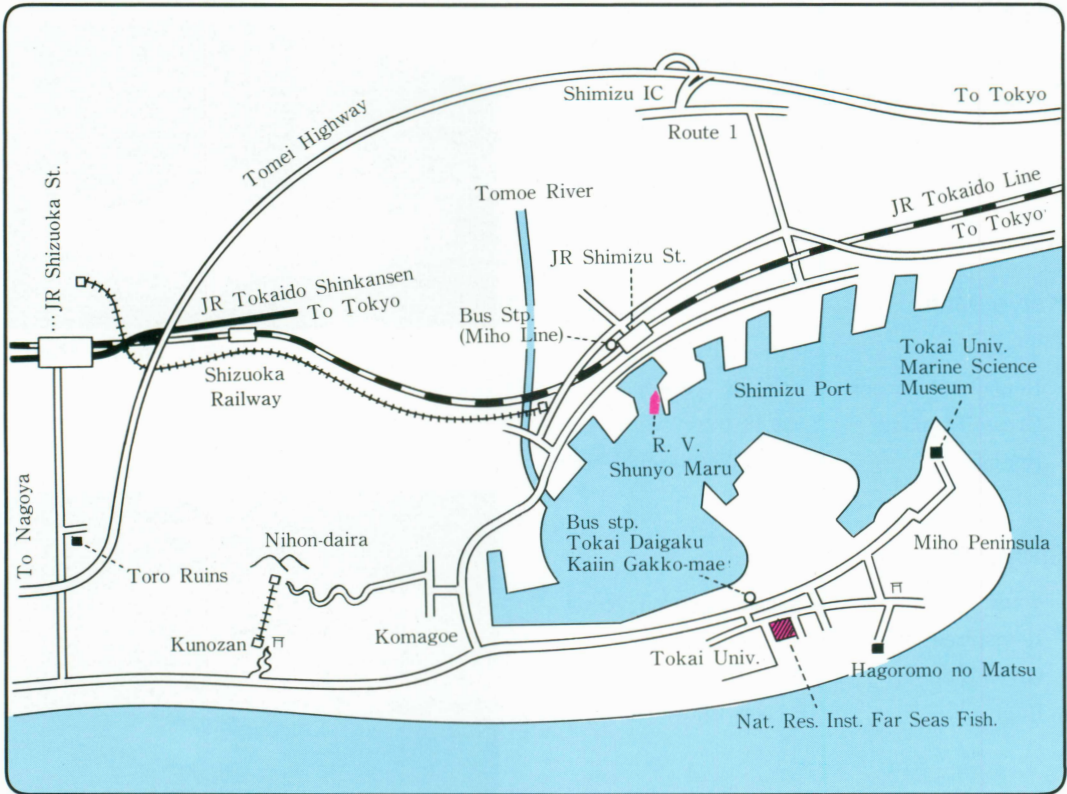 Shimizu IC
To Tokyo
Route 1
Tomei Highway
Tomoe River
JR Tokaido Line
To Tokyo
JR Shimizu St.
...JR Shizuoka St.
JR Tokaido Shinkansen
To Tokyo
Bus Stp.
(Miho Line)
Shizuoka
Railway
Tokai Univ.
Marine Science
Museum
Shimizu Port
R. V.
Shunyo Maru
To Nagoya
Toro Ruins
Nihon-daira
Bus stp.
Tokai Daigaku
Kaiin Gakko-mae
Miho Peninsula
Kunozan
Komagoe
Tokai Univ.
Hagoromo no Matsu
Nat. Res. Inst. Far Seas Fish.